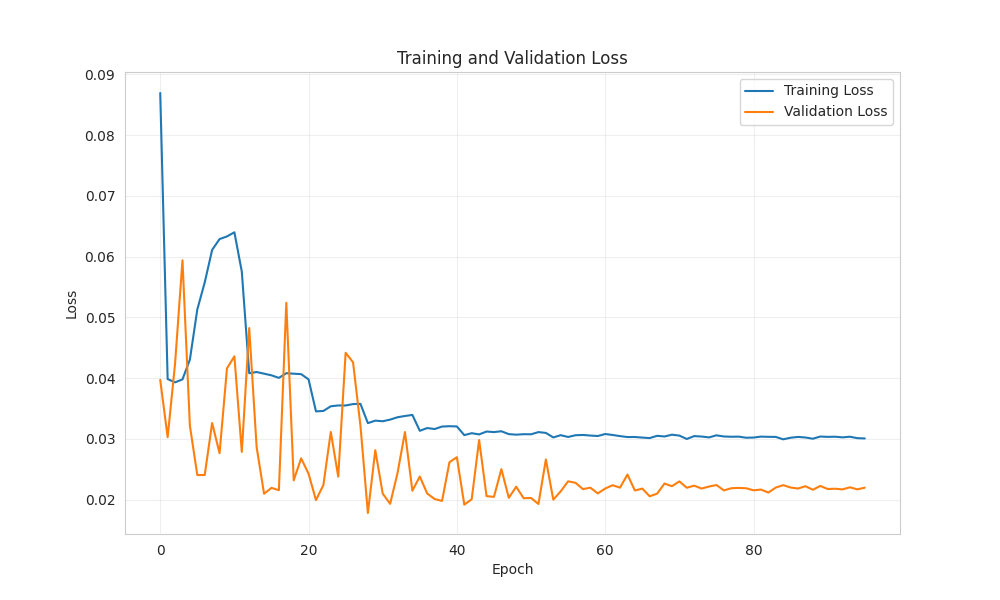 Training and Validation Loss
0.09
0.08
0.07
0.06
0.05
0.04
0.03
0.02
Loss
Training Loss
Validation Loss
0 20 40 60 80
Epoch